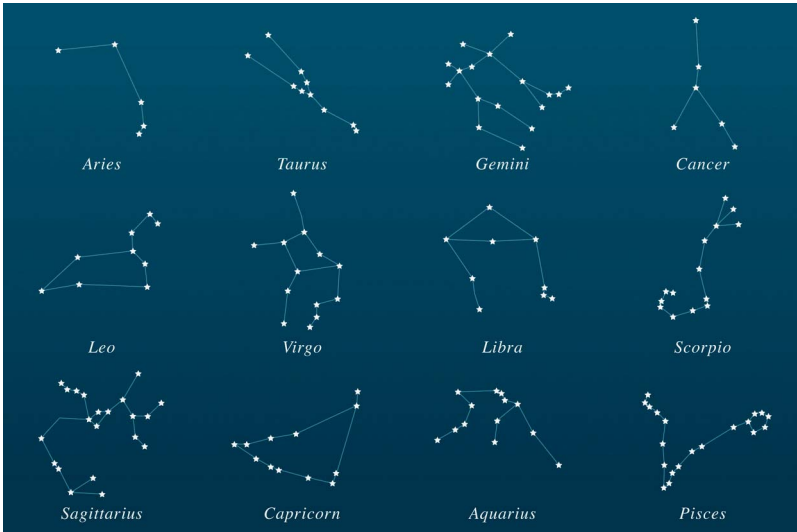 Aries
Taurus
Gemini
Cancer
Leo
Virgo
Libra
Scorpio
Sagittarius
Capricorn
Aquarius
Pisces